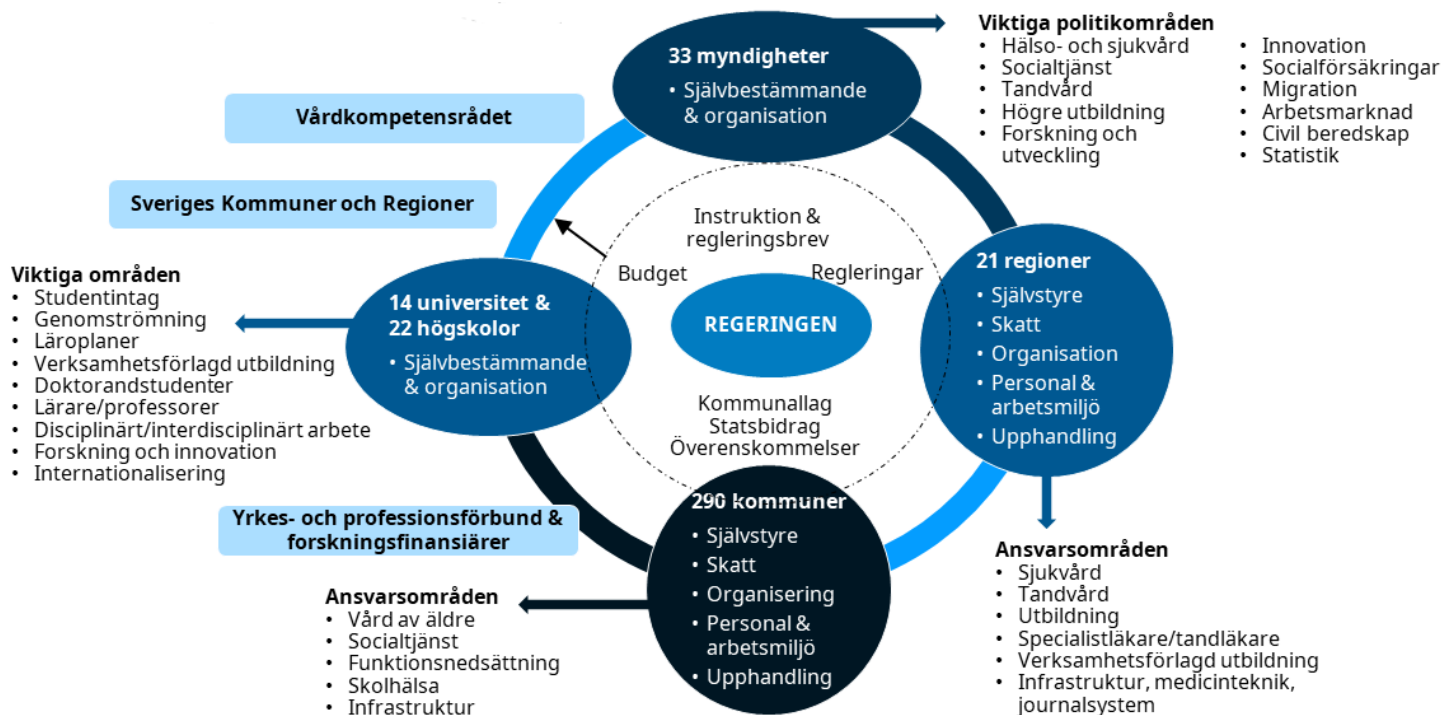 33 myndigheter
• Självbestämmande
& organisation
Viktiga politikområden
• Hälso- och sjukvård
• Socialtjänst
• Tandvård
• Högre utbildning
• Forskning och
utveckling
• Innovation
• Socialförsäkringar
• Migration
• Arbetsmarknad
• Civil beredskap
• Statistik
Vårdkompetensrådet
Sveriges Kommuner och Regioner
Instruktion &
regleringsbrev
Budget
Regleringar
REGERINGEN
Kommunallag
Statsbidrag
Överenskommelser
21 regioner
• Självstyre
• Skatt
• Organisation
• Personal &
arbetsmiljö
• Upphandling
Viktiga områden
• Studentintag
• Genomströmning
• Läroplaner
• Verksamhetsförlagd utbildning
• Doktorandstudenter
• Lärare/professorer
• Disciplinärt/interdisciplinärt arbete
• Forskning och innovation
• Internationalisering
14 universitet &
22 högskolor
• Självbestämmande
& organisation
Yrkes- och professionsförbund &
forskningsfinansiärer
290 kommuner
• Självstyre
• Skatt
• Organisering
• Personal &
arbetsmiljö
• Upphandling
Ansvarsområden
• Vård av äldre
• Socialtjänst
• Funktionsnedsättning
• Skolhälsa
• Infrastruktur
Ansvarsområden
• Sjukvård
• Tandvård
• Utbildning
• Specialistläkare/tandläkare
• Verksamhetsförlagd utbildning
• Infrastruktur, medicinteknik,
journalsystem